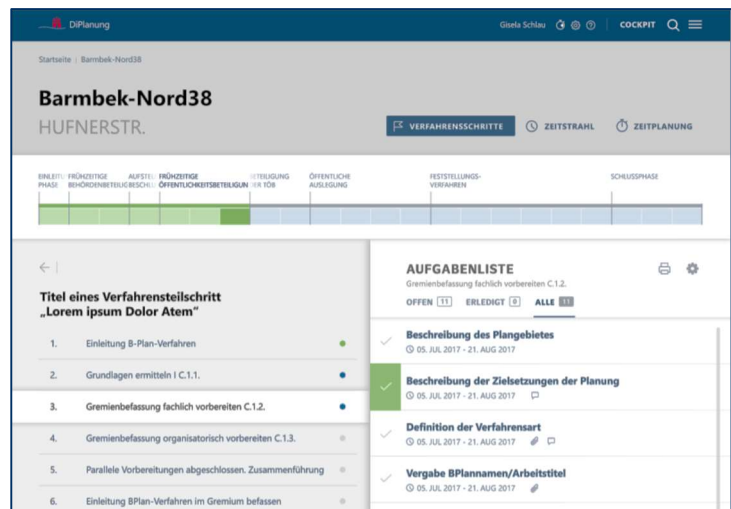 DiPlanung
Gisela Schlau
COCKPIT
Startseite | Barmbek-Nord38
Barmbek-Nord38
HUFNERSTR.
VERFAHRENSSCHRITTE
ZEITSTRAHL
ZEITPLANUNG
PHASE
FRÜHZEITIGE
BEHÖRDENBETEILIG
FRÜHZEITIGE
ÖFFENTLICHKEITSBETEILIGUN
TEILIGUNG
TÖB
ÖFFENTLICHE
AUSLEGUNG
FESTSTELLUNGS-
VERFAHREN
SCHLUSSPHASE
Titel eines Verfahrensteilschritt
„Lorem ipsum Dolor Atem“
1. Einleitung B-Plan-Verfahren
2. Grundlagen ermitteln I C.1.1.
3. Gremienbefassung fachlich vorbereiten C.1.2.
4. Gremienbefassung organisatorisch vorbereiten C.1.3.
5. Parallele Vorbereitungen abgeschlossen. Zusammenführung
6. Einleitung BPlan-Verfahren im Gremium befassen
AUFGABENLISTE
Gremienbefassung fachlich vorbereiten C.1.2.
OFFEN 11 ERLEDIGT 0 ALLE 11
Beschreibung des Plangebietes
05. JUL 2017 - 21. AUG 2017
Beschreibung der Zielsetzungen der Planung
05. JUL 2017 - 21. AUG 2017
Definition der Verfahrensart
05. JUL 2017 - 21. AUG 2017
Vergabe BPlannamen/Arbeitstitel
05. JUL 2017 - 21. AUG 2017